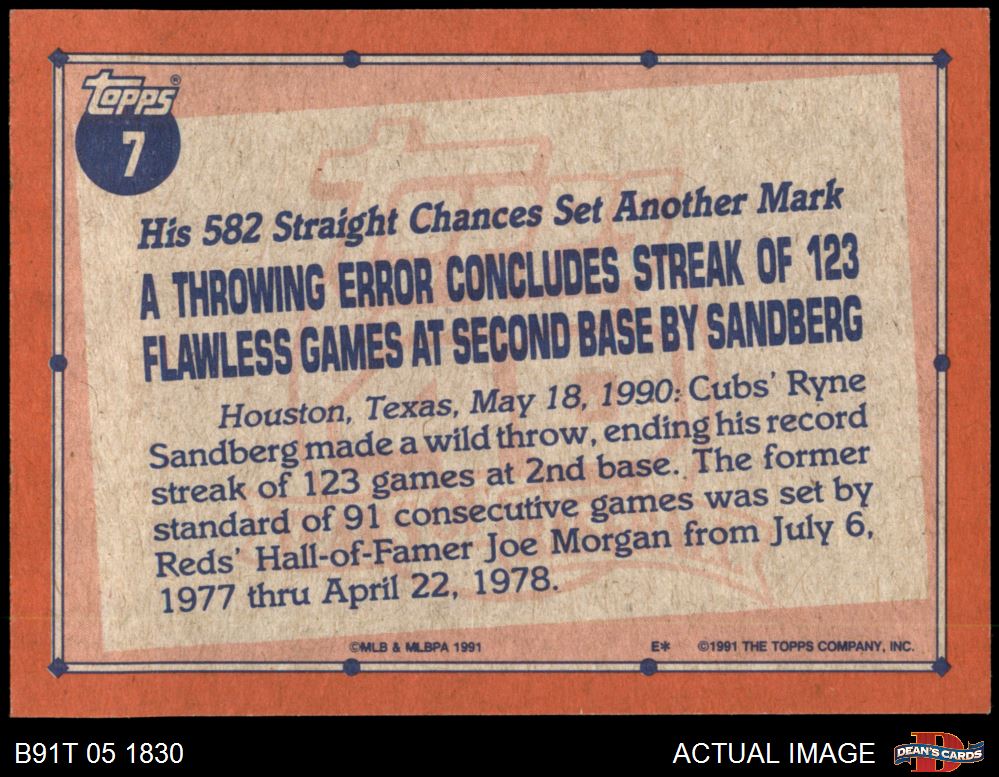 TOPPS®
7
His 582 Straight Chances Set Another Mark
A THROWING ERROR CONCLUDES STREAK OF 123
FLAWLESS GAMES AT SECOND BASE BY SANDBERG
Houston, Texas, May 18, 1990: Cubs' Ryne
Sandberg made a wild throw, ending his record
streak of 123 games at 2nd base. The former
standard of 91 consecutive games was set by
Reds' Hall-of-Famer Joe Morgan from July 6,
1977 thru April 22, 1978.
©MLB & MLBPA 1991 E* ©1991 THE TOPPS COMPANY, INC.
B91T 05 1830 ACTUAL IMAGE DEAN'S CARDS